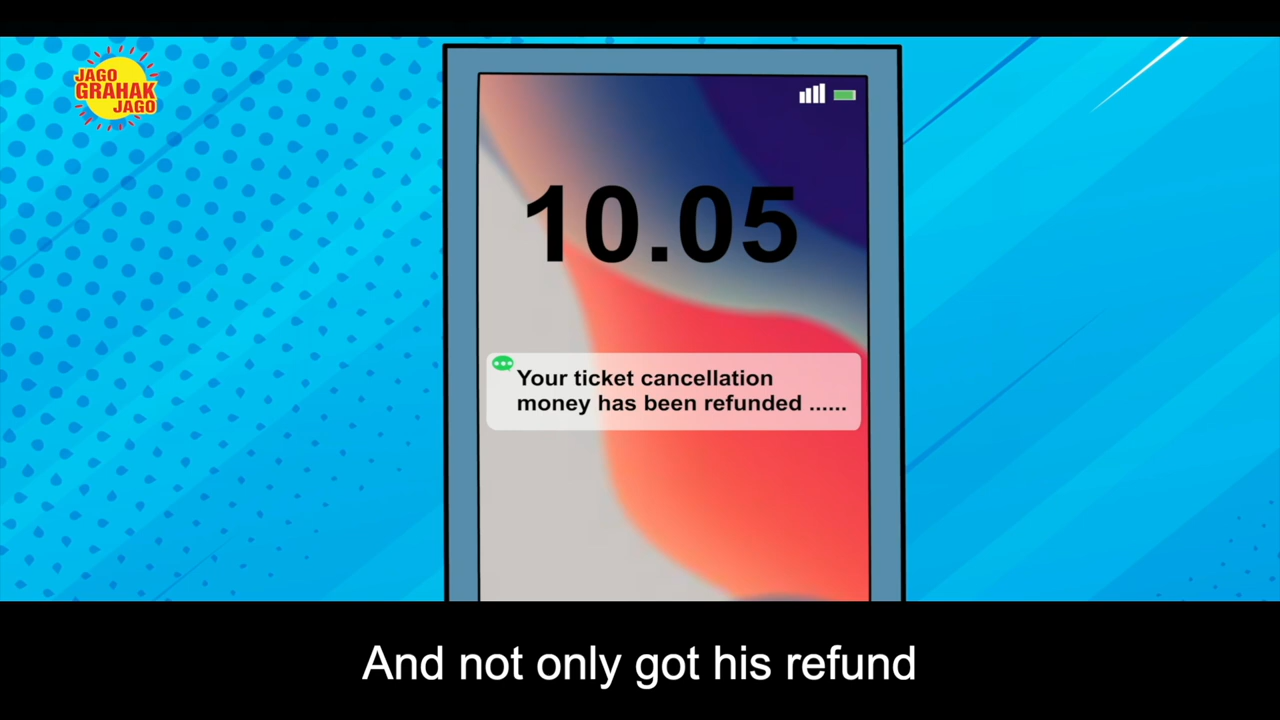 JAGO
GRAHAK
JAGO
10.05
Your ticket cancellation
money has been refunded ......
And not only got his refund